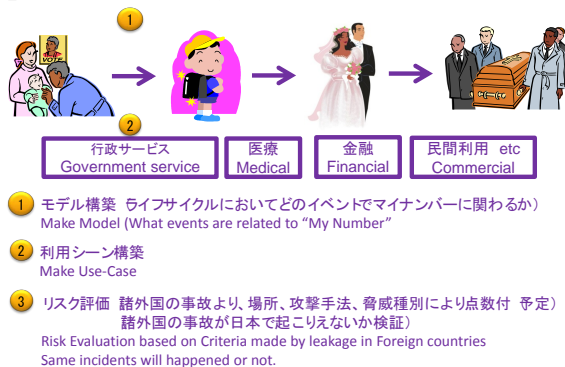 1
VOTE
2
行政サービス
Government service
医療
Medical
金融
Financial
民間利用 etc
Commercial
1 モデル構築 ライフサイクルにおいてどのイベントでマイナンバーに関わるか)
Make Model (What events are related to “My Number”
2 利用シーン構築
Make Use-Case
3 リスク評価 諸外国の事故より、場所、攻撃手法、脅威種別により点数付 予定)
諸外国の事故が日本で起こりえないか検証)
Risk Evaluation based on Criteria made by leakage in Foreign countries
Same incidents will happened or not.